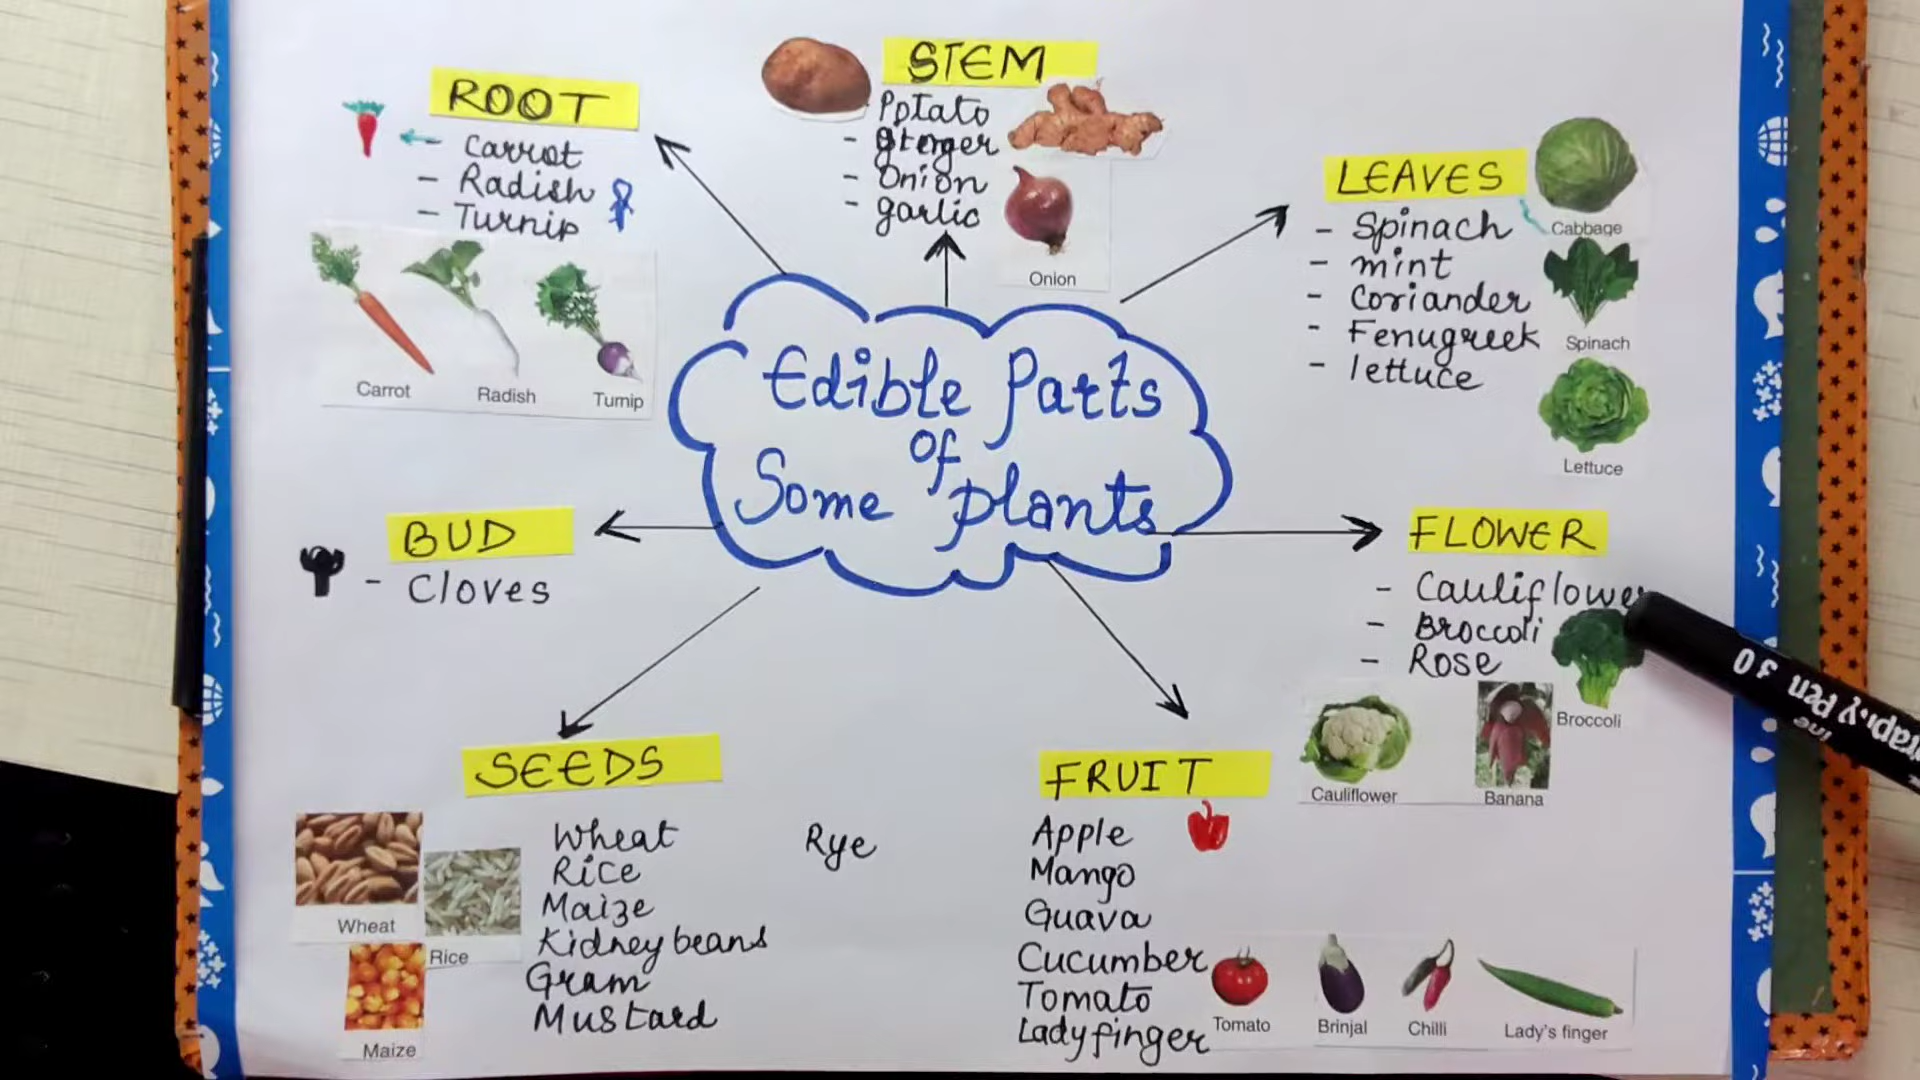 ROOT
Carrot
- Radish
- Turnip
Carrot
Radish
Turnip
STEM
Potato
- ginger
- Onion
- garlic
Onion
LEAVES
- Spinach
- mint
- Coriander
- Fenugreek
- lettuce
Cabbage
Spinach
Lettuce
Edible Parts
of
Some plants
BUD
- Cloves
FLOWER
- Cauliflower
- Broccoli
- Rose
Broccoli
Cauliflower
Banana
SEEDS
Wheat
Rye
Rice
Maize
Kidney beans
Gram
Mustard
Wheat
Rice
Maize
FRUIT
Apple
Mango
Guava
Cucumber
Tomato
Ladyfinger
Tomato
Brinjal
Chilli
Lady's finger